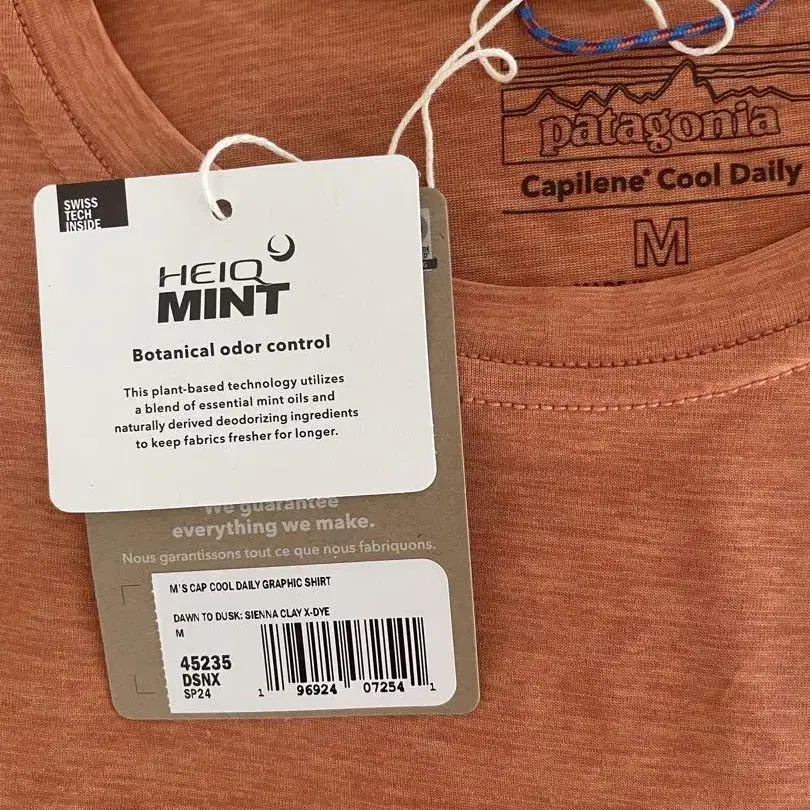 patagonia
Capilene® Cool Daily
M
SWISS
TECH
INSIDE
HEIQ
MINT
Botanical odor control
This plant-based technology utilizes
a blend of essential mint oils and
naturally derived deodorizing ingredients
to keep fabrics fresher for longer.
We guarantee
everything we make.
Nous garantissons tout ce que nous fabriquons.
M'S CAP COOL DAILY GRAPHIC SHIRT
DAWN TO DUSK: SIENNA CLAY X-DYE
M
45235
DSNX
SP24
1 96924 07254 1